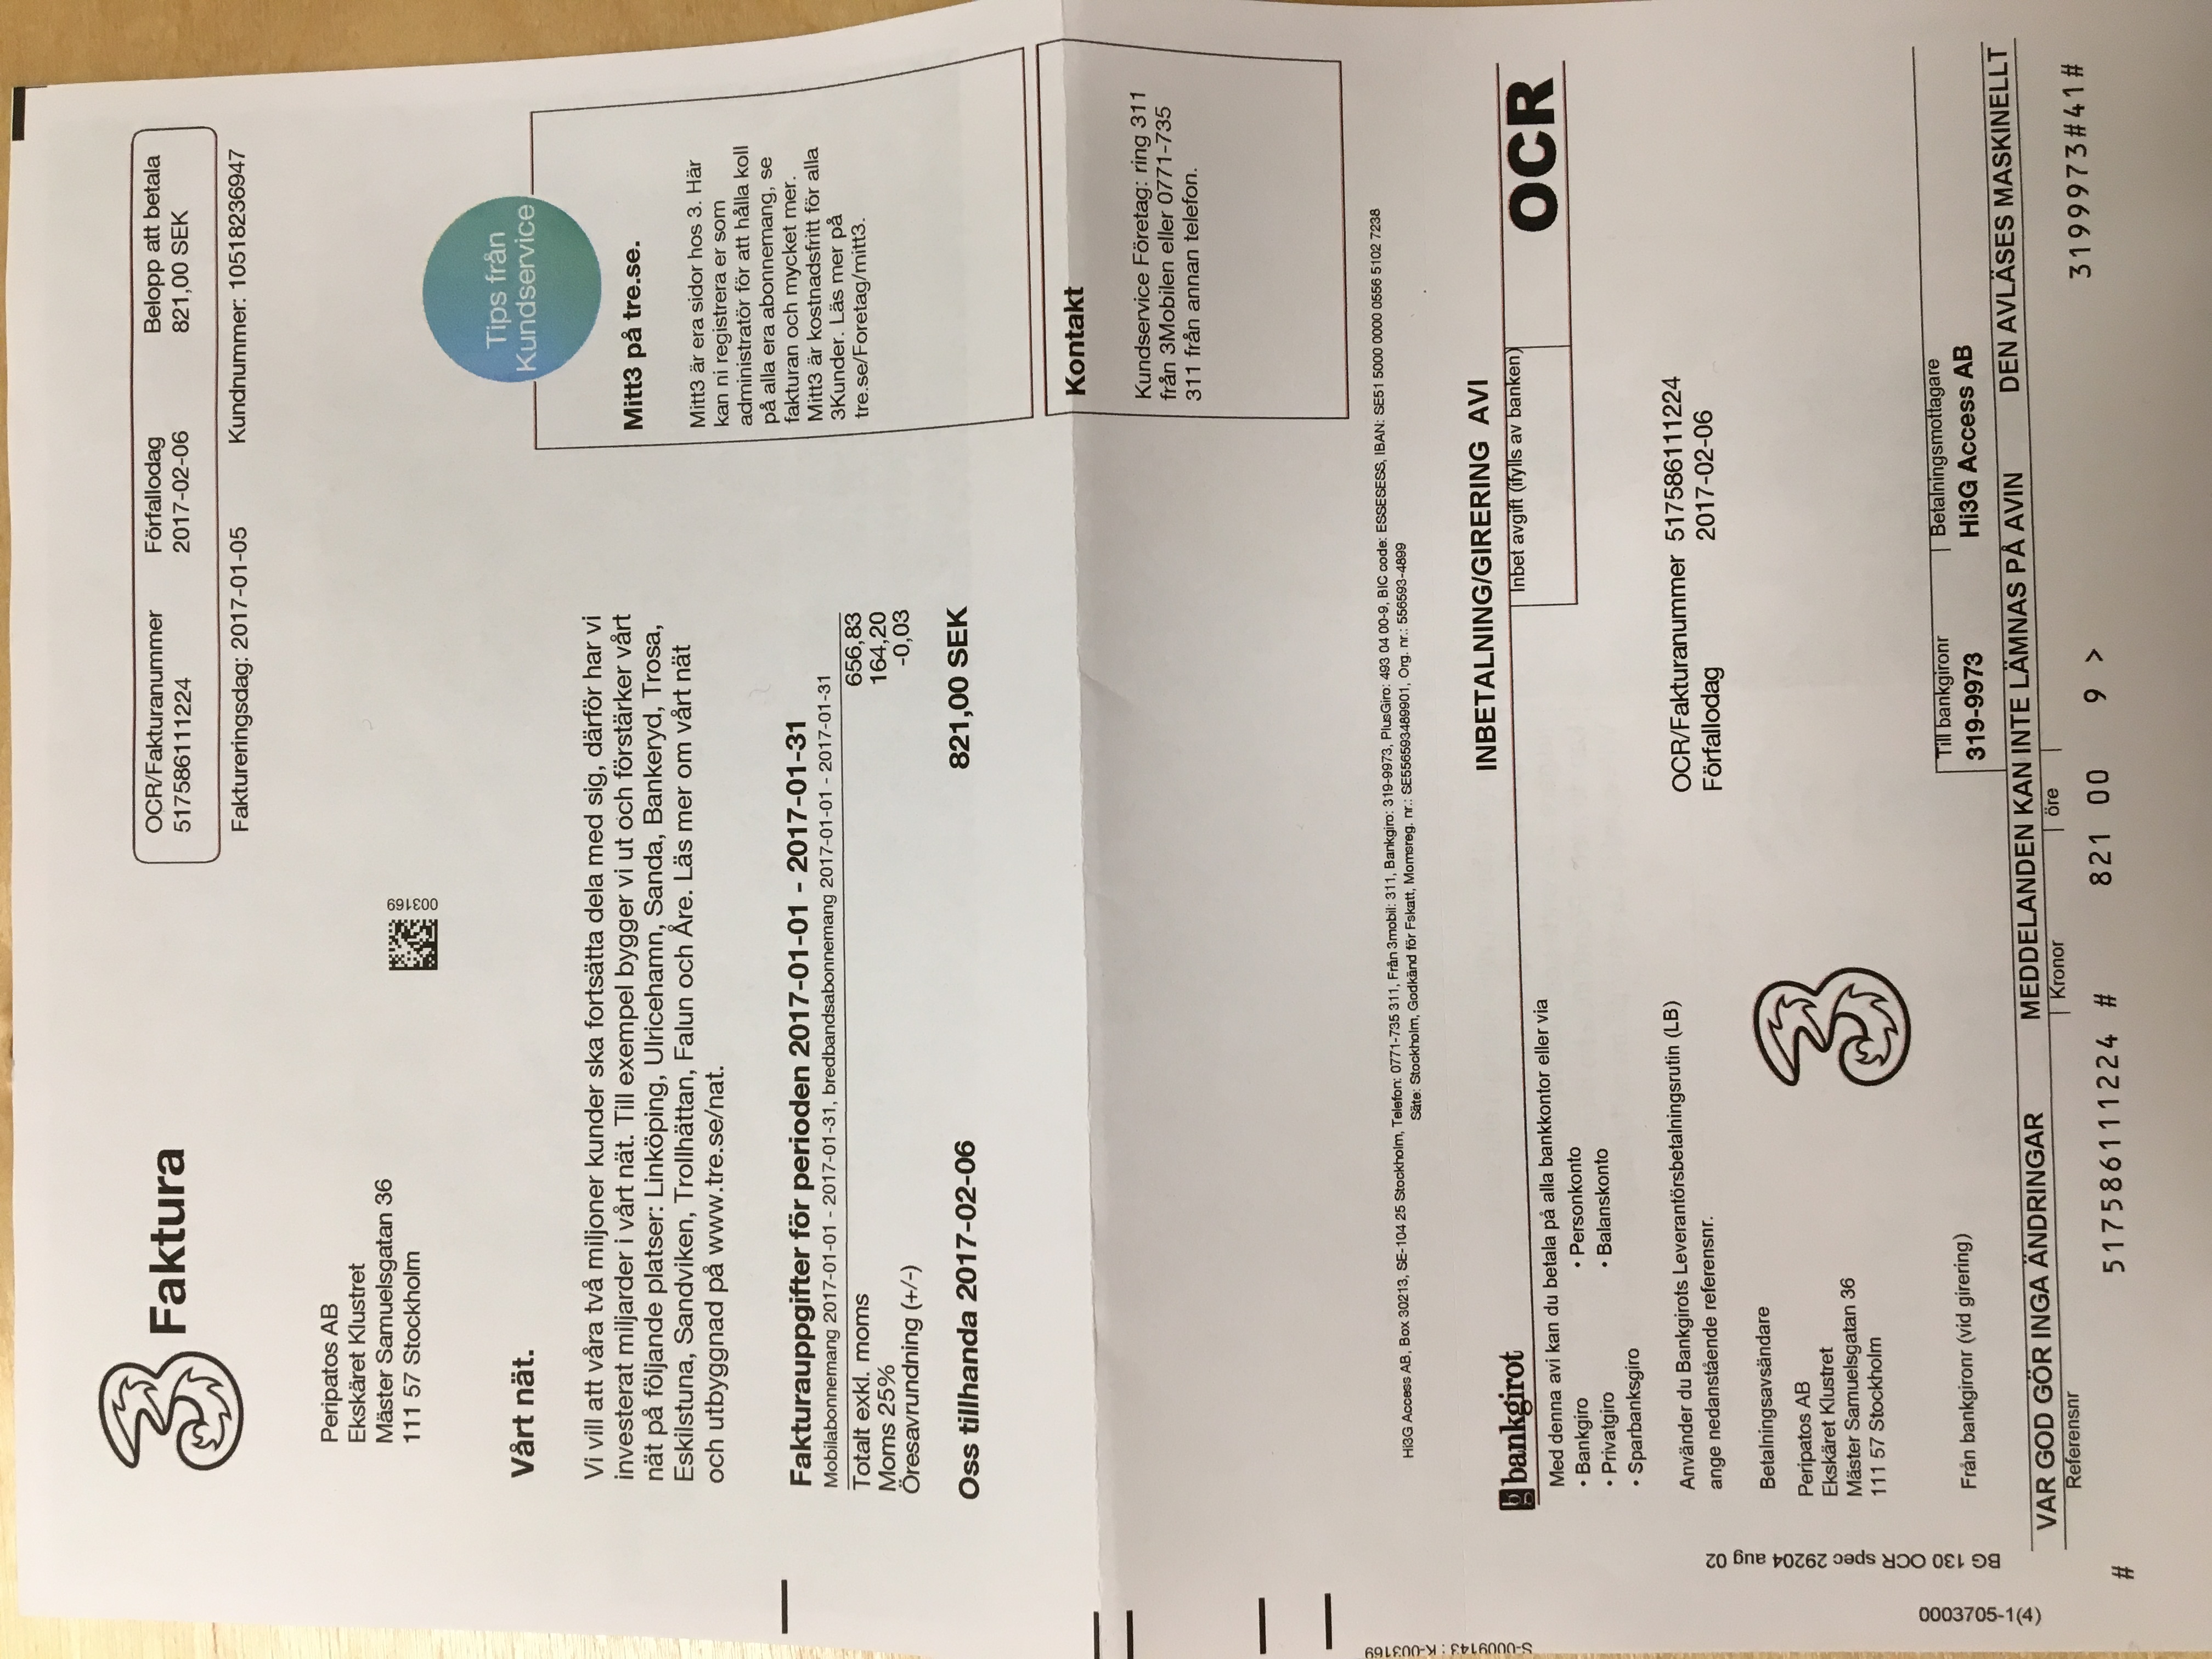 3 Faktura
OCR/Fakturanummer Förfallodag Belopp att betala
517586111224 2017-02-06 821,00 SEK
Faktureringsdag: 2017-01-05 Kundnummer: 10518236947
Peripatos AB
Ekskäret Klustret
Mäster Samuelsgatan 36
111 57 Stockholm
003169
Vårt nät.
Vi vill att våra två miljoner kunder ska fortsätta dela med sig, därför har vi
investerat miljarder i vårt nät. Till exempel bygger vi ut och förstärker vårt
nät på följande platser: Linköping, Ulricehamn, Sanda, Bankeryd, Trosa,
Eskilstuna, Sandviken, Trollhättan, Falun och Åre. Läs mer om vårt nät
och utbyggnad på www.tre.se/nat.
Tips från
Kundservice
Mitt3 på tre.se.
Mitt3 är era sidor hos 3. Här
kan ni registrera er som
administratör för att hålla koll
på alla era abonnemang, se
fakturan och mycket mer.
Mitt3 är kostnadsfritt för alla
3Kunder. Läs mer på
tre.se/Foretag/mitt3.
Fakturauppgifter för perioden 2017-01-01 - 2017-01-31
Mobilabonnemang 2017-01-01 - 2017-01-31, bredbandsabonnemang 2017-01-01 - 2017-01-31
Totalt exkl. moms 656,83
Moms 25% 164,20
Öresavrundning (+/-) -0,03
Oss tillhanda 2017-02-06 821,00 SEK
Kontakt
Kundservice Företag: ring 311
från 3Mobilen eller 0771-735
311 från annan telefon.
Hi3G Access AB, Box 30213, SE-104 25 Stockholm, Telefon: 0771-735 311, Från 3mobil: 311, Bankgiro: 319-9973, PlusGiro: 493 04 00-9, BIC code: ESSESESS, IBAN: SE51 5000 0000 0556 5102 7238
Säte: Stockholm, Godkänd för Fskatt, Momsreg. nr.: SE556593489901, Org. nr.: 556593-4899
S-0009143 : K-003169
bankgirot
INBETALNING/GIRERING AVI
Inbet avgift (ifylls av banken)
OCR
Med denna avi kan du betala på alla bankkontor eller via
• Bankgiro • Personkonto
• Privatgiro • Balanskonto
• Sparbanksgiro
Använder du Bankgirots Leverantörsbetalningsrutin (LB)
ange nedanstående referensnr.
OCR/Fakturanummer 517586111224
Förfallodag 2017-02-06
Betalningsavsändare
Peripatos AB
Ekskäret Klustret
Mäster Samuelsgatan 36
111 57 Stockholm
3
BG 130 OCR spec 29204 aug 02
0003705-1(4)
Från bankgironr (vid girering)
Till bankgironr Betalningsmottagare
319-9973 Hi3G Access AB
VAR GOD GÖR INGA ÄNDRINGAR MEDDELANDEN KAN INTE LÄMNAS PÅ AVIN DEN AVLÄSES MASKINELLT
Referensnr Kronor öre
# 517586111224 # 821 00 9 > 3199973#41#